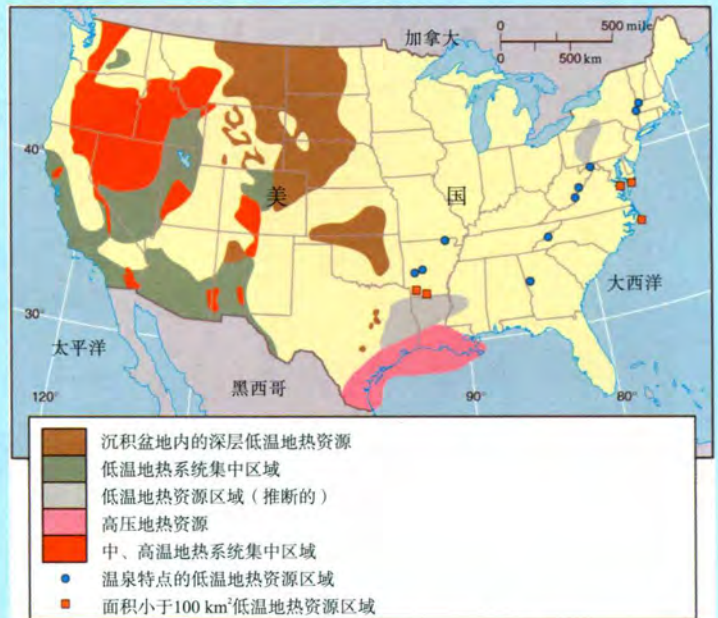 加拿大
0 500 mile
0 500 km
40°
美 国
大西洋
30°
太平洋
120°
黑西哥
90°
80°
沉积盆地内的深层低温地热资源
低温地热系统集中区域
低温地热资源区域（推断的）
高压地热资源
中、高温地热系统集中区域
温泉特点的低温地热资源区域
面积小于100 km²低温地热资源区域